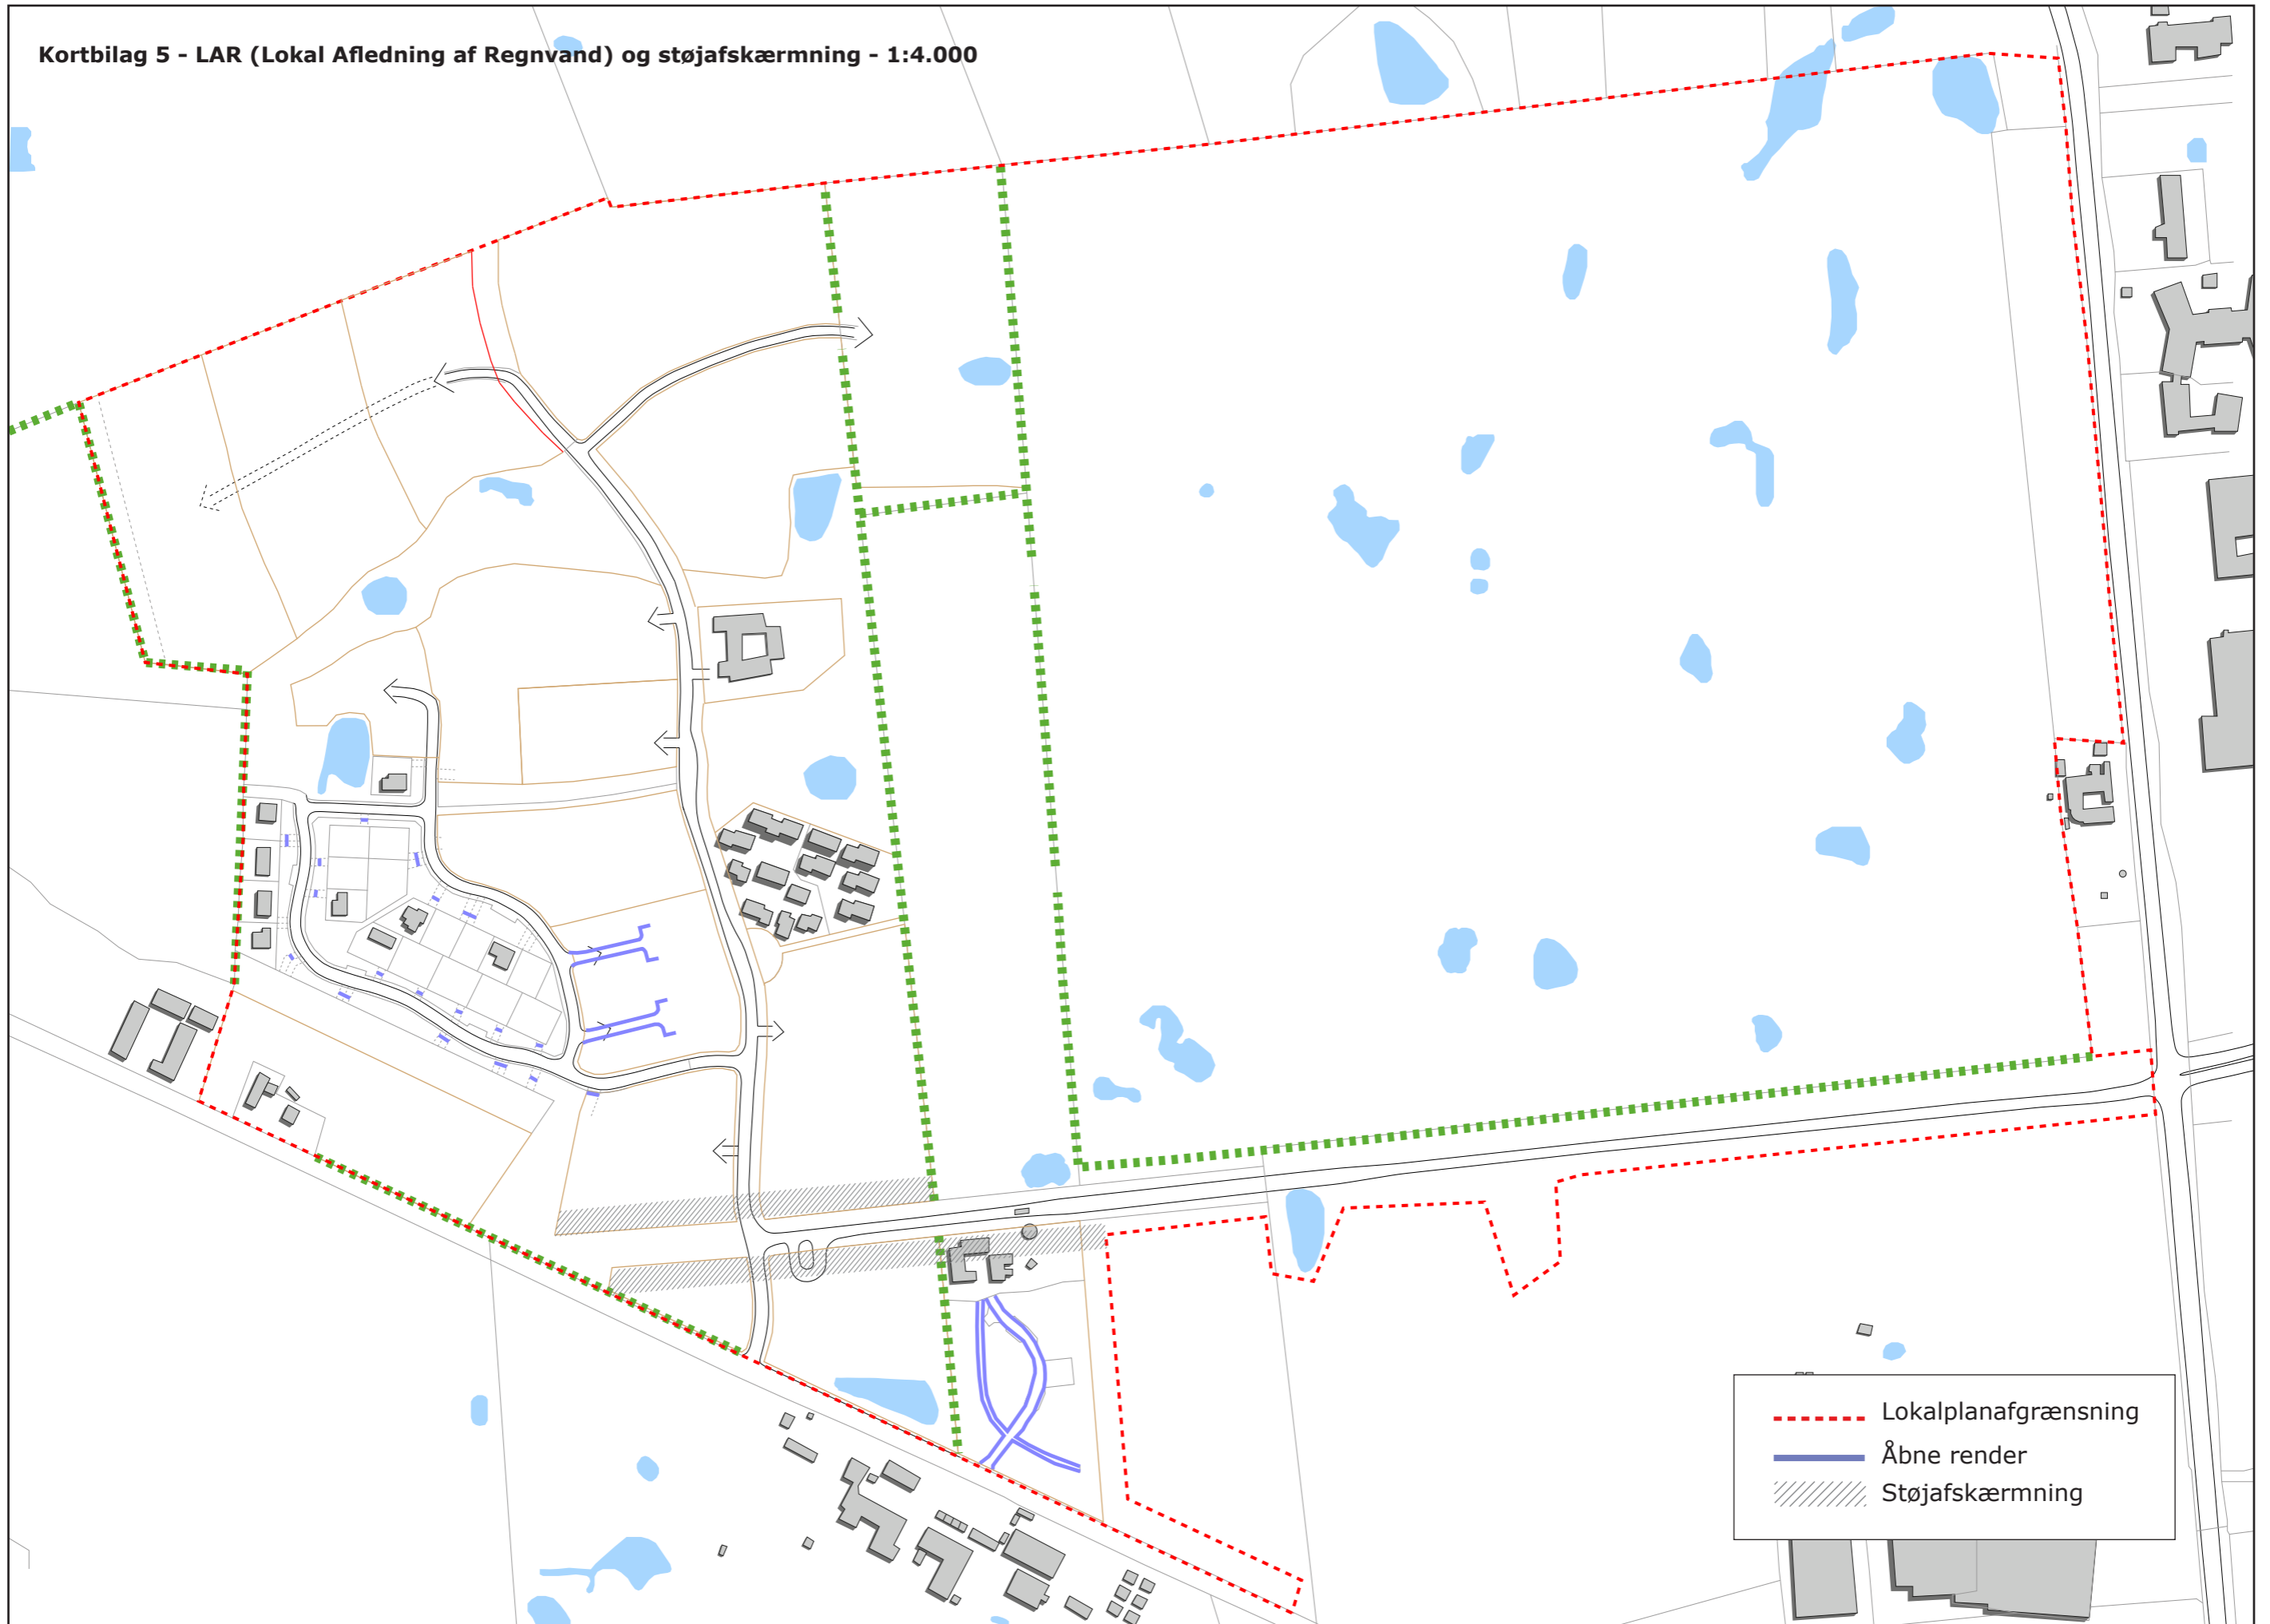 Kortbilag 5 - LAR (Lokal Afledning af Regnvand) og støjafskærmning - 1:4.000
Lokalplanafgrænsning
Åbne render
Støjafskærmning